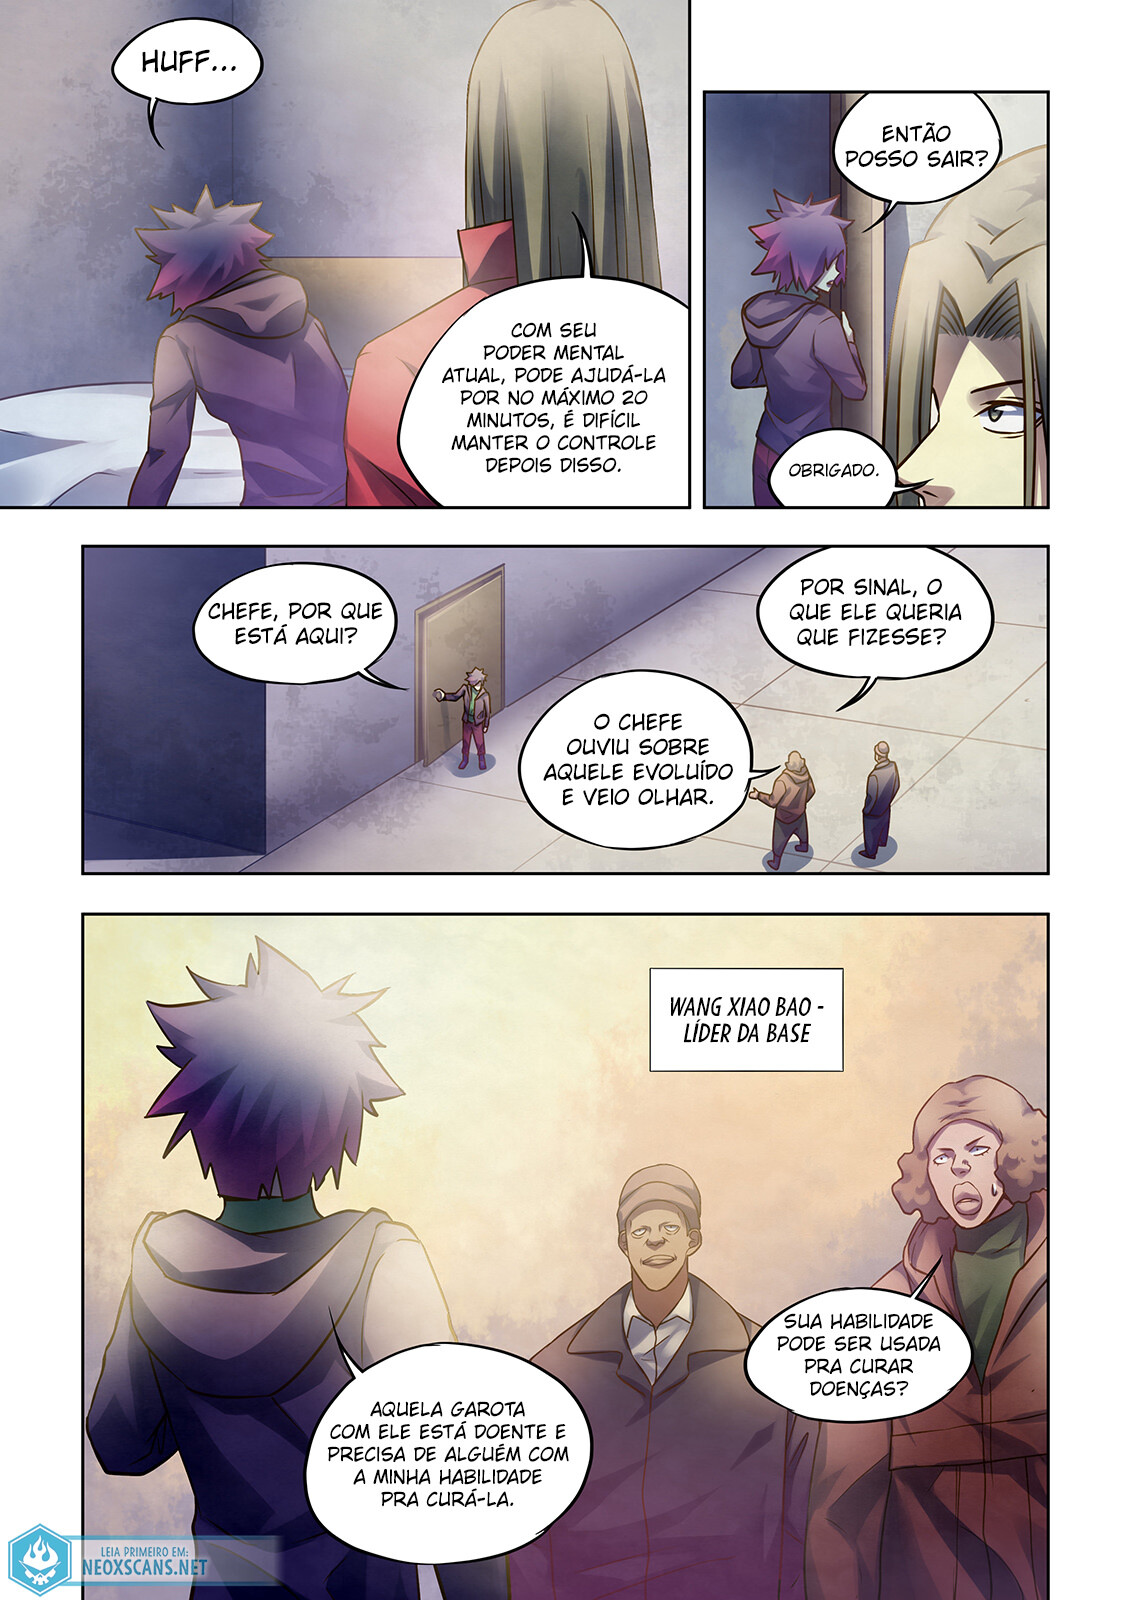 HUFF...
COM SEU
PODER MENTAL
ATUAL, PODE AJUDÁ-LA
POR NO MÁXIMO 20
MINUTOS, É DIFÍCIL
MANTER O CONTROLE
DEPOIS DISSO.
ENTÃO
POSSO SAIR?
OBRIGADO.
CHEFE, POR QUE
ESTÁ AQUI?
POR SINAL, O
QUE ELE QUERIA
QUE FIZESSE?
O CHEFE
OUVIU SOBRE
AQUELE EVOLUÍDO
E VEIO OLHAR.
WANG XIAO BAO -
LÍDER DA BASE
SUA HABILIDADE
PODE SER USADA
PRA CURAR
DOENÇAS?
AQUELA GAROTA
COM ELE ESTÁ DOENTE E
PRECISA DE ALGUÉM COM
A MINHA HABILIDADE
PRA CURÁ-LA.
LEIA PRIMEIRO EM:
NEOXSCANS.NET